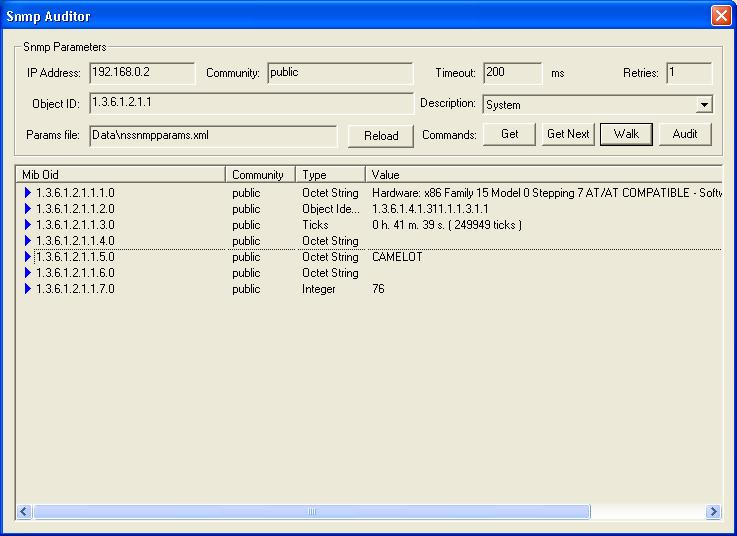 Snmp Auditor
Snmp Parameters
IP Address: 192.168.0.2 Community: public Timeout: 200 ms Retries: 1
Object ID: 1.3.6.1.2.1.1 Description: System
Params file: Data\nssnmpparams.xml Reload Commands: Get Get Next Walk Audit
Mib Oid Community Type Value
1.3.6.1.2.1.1.1.0 public Octet String Hardware: x86 Family 15 Model 0 Stepping 7 AT/AT COMPATIBLE - Softw
1.3.6.1.2.1.1.2.0 public Object Ide... 1.3.6.1.4.1.311.1.1.3.1.1
1.3.6.1.2.1.1.3.0 public Ticks 0 h. 41 m. 39 s. ( 249949 ticks )
1.3.6.1.2.1.1.4.0 public Octet String
1.3.6.1.2.1.1.5.0 public Octet String CAMELOT
1.3.6.1.2.1.1.6.0 public Octet String
1.3.6.1.2.1.1.7.0 public Integer 76